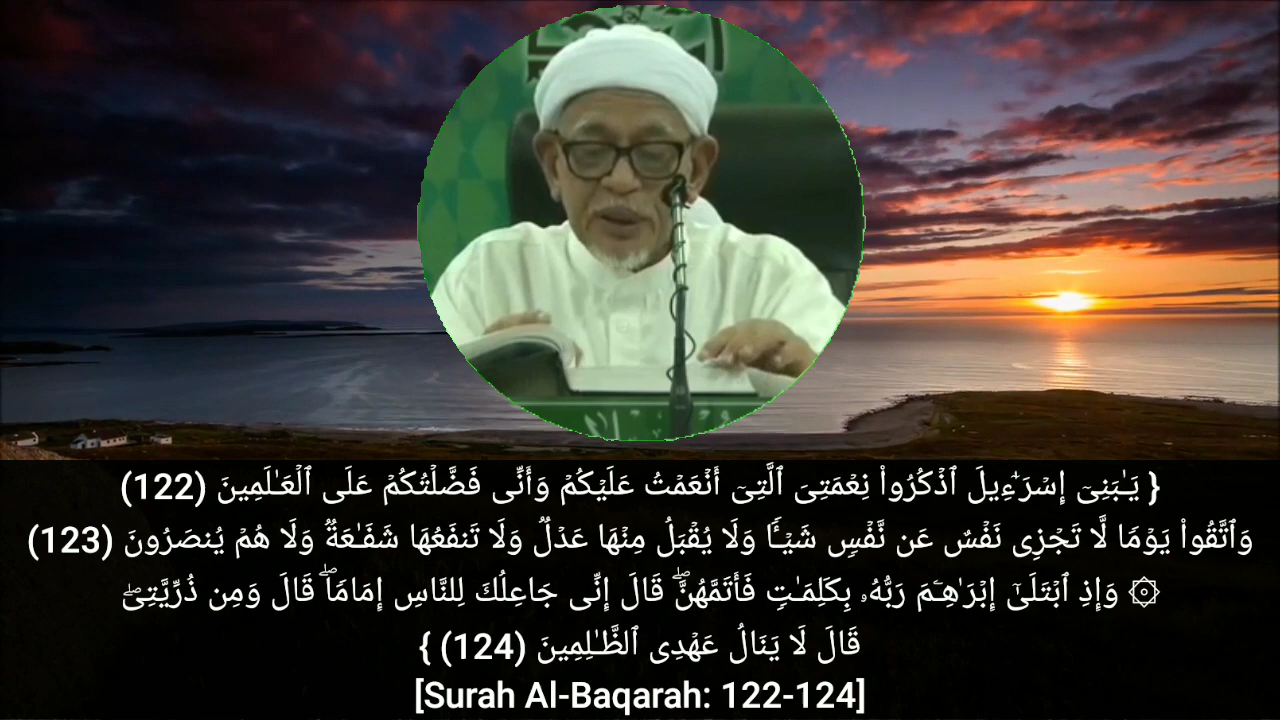 { يَـٰبَنِىٓ إِسْرَٰٓءِيلَ ٱذْكُرُوا۟ نِعْمَتِىَ ٱلَّتِىٓ أَنْعَمْتُ عَلَيْكُمْ وَأَنِّى فَضَّلْتُكُمْ عَلَى ٱلْعَـٰلَمِينَ (122)
وَٱتَّقُوا۟ يَوْمًا لَّا تَجْزِى نَفْسٌ عَن نَّفْسٍ شَيْـًٔا وَلَا يُقْبَلُ مِنْهَا عَدْلٌ وَلَا تَنفَعُهَا شَفَـٰعَةٌ وَلَا هُمْ يُنصَرُونَ (123)
۞ وَإِذِ ٱبْتَلَىٰٓ إِبْرَٰهِـۧمَ رَبُّهُۥ بِكَلِمَـٰتٍ فَأَتَمَّهُنَّ ۖ قَالَ إِنِّى جَاعِلُكَ لِلنَّاسِ إِمَامًا ۖ قَالَ وَمِن ذُرِّيَّتِى ۖ
قَالَ لَا يَنَالُ عَهْدِى ٱلظَّـٰلِمِينَ (124) }
[Surah Al-Baqarah: 122-124]